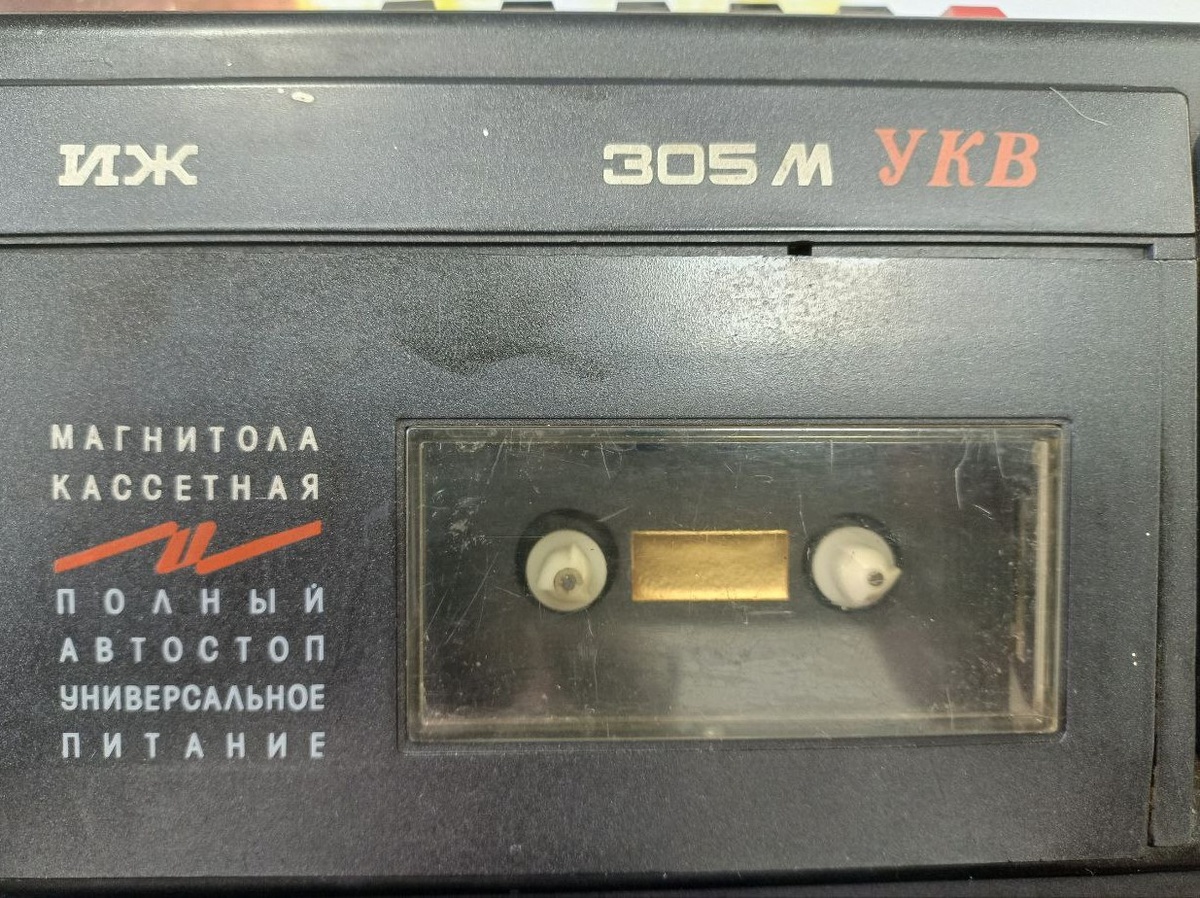 ИЖ 305 М УКВ
МАГНИТОЛА
КАССЕТНАЯ
ПОЛНЫЙ
АВТОСТОП
УНИВЕРСАЛЬНОЕ
ПИТАНИЕ